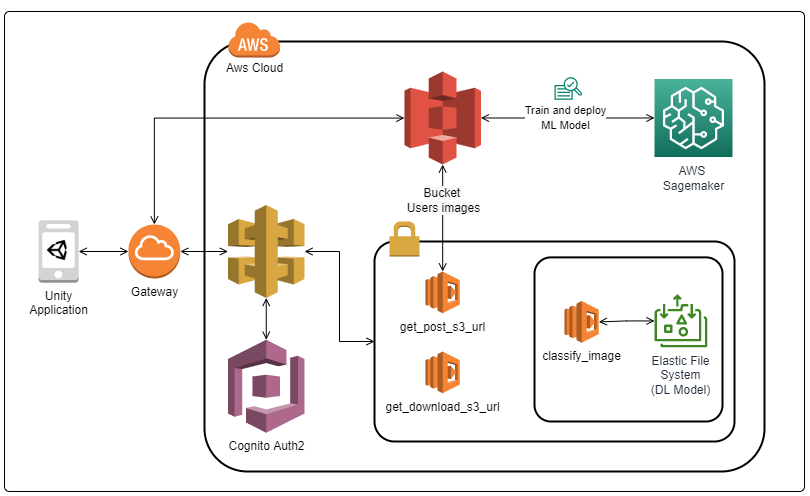 AWS
Aws Cloud
Train and deploy
ML Model
AWS
Sagemaker
Bucket
Users images
Unity
Application
Gateway
get_post_s3_url
classify_image
Elastic File
System
(DL Model)
get_download_s3_url
Cognito Auth2